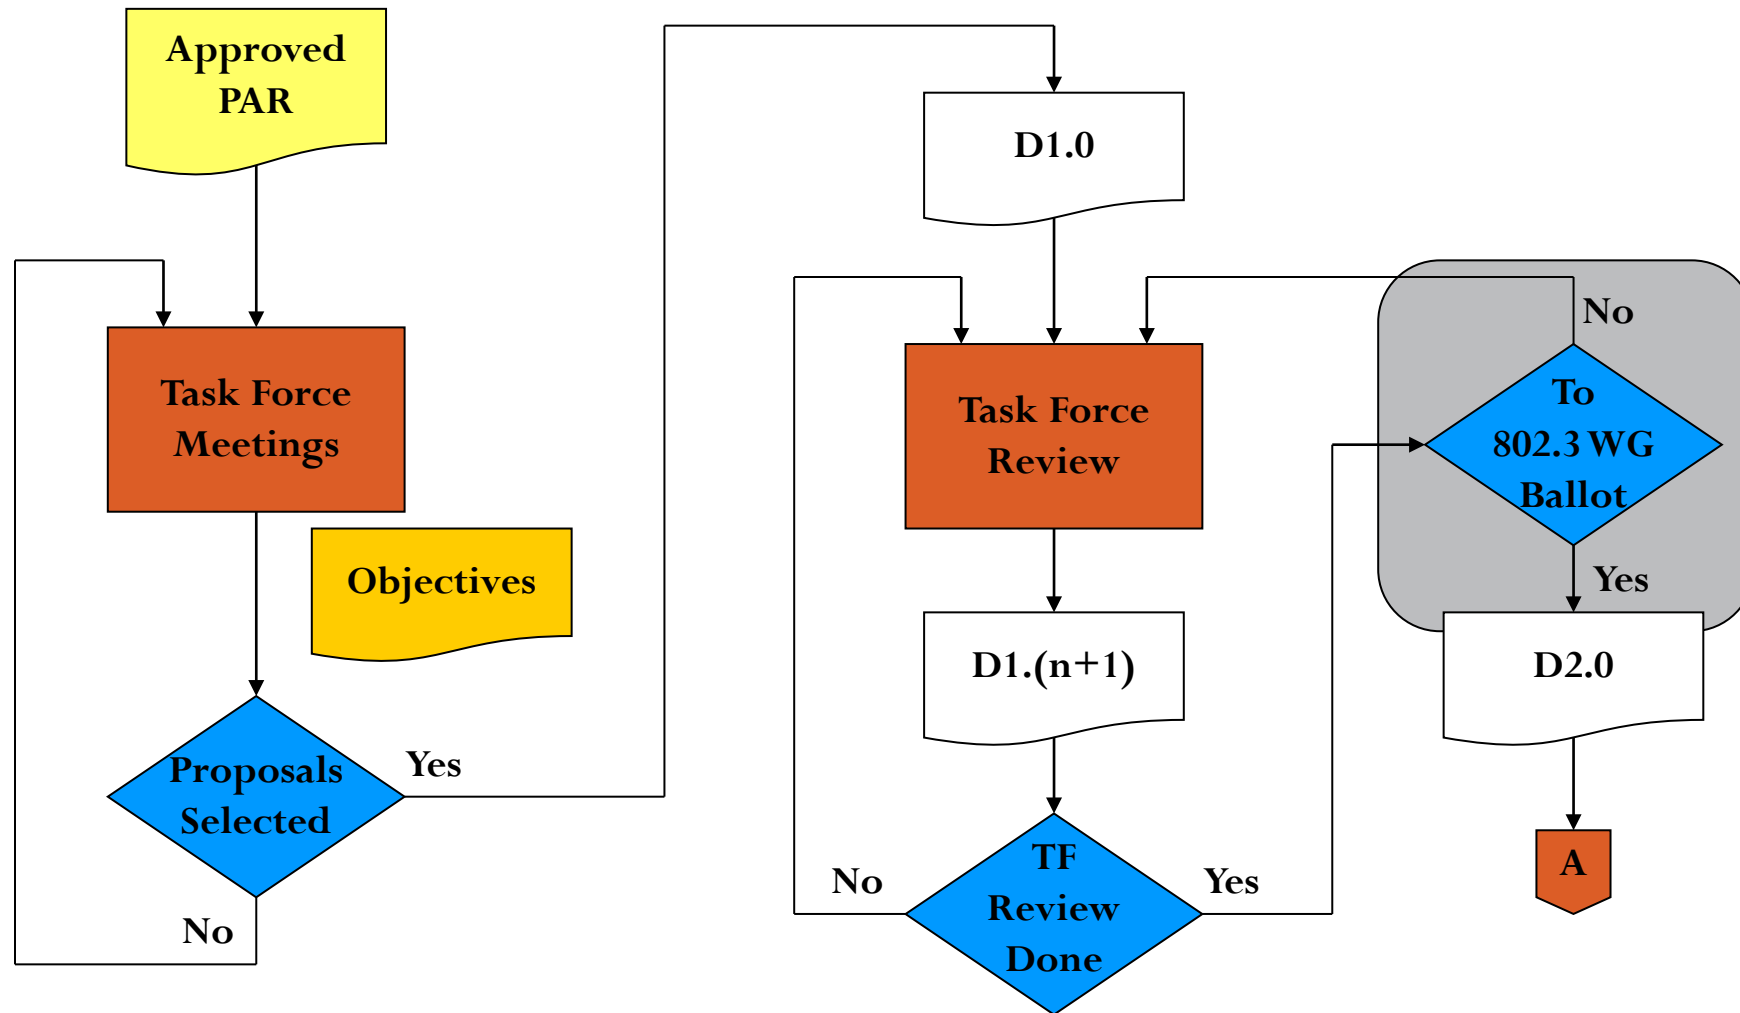 Approved
PAR
Task Force
Meetings
Objectives
Proposals
Selected
Yes
No
D1.0
Task Force
Review
D1.(n+1)
TF
Review
Done
No
Yes
To
802.3 WG
Ballot
No
Yes
D2.0
A